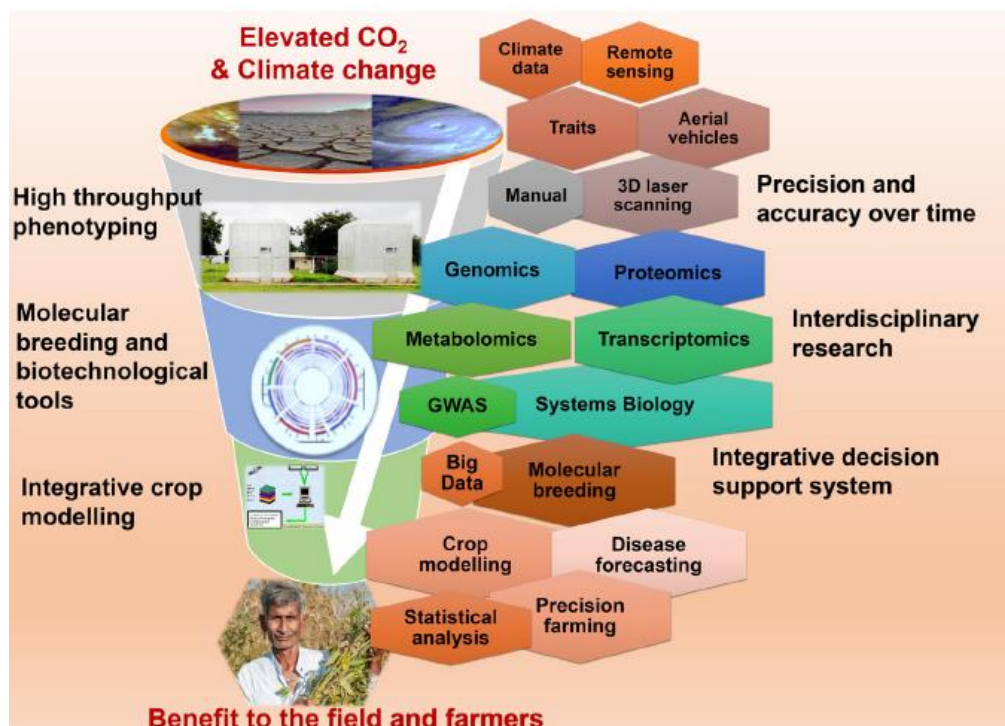 Elevated CO₂
& Climate change
Climate
data
Remote
sensing
Traits
Aerial
vehicles
High throughput
phenotyping
Manual
3D laser
scanning
Precision and
accuracy over time
Genomics
Proteomics
Molecular
breeding and
biotechnological
tools
Metabolomics
Transcriptomics
Interdisciplinary
research
GWAS
Systems Biology
Integrative crop
modelling
Big
Data
Molecular
breeding
Integrative decision
support system
Crop
modelling
Disease
forecasting
Statistical
analysis
Precision
farming
Benefit to the field and farmers